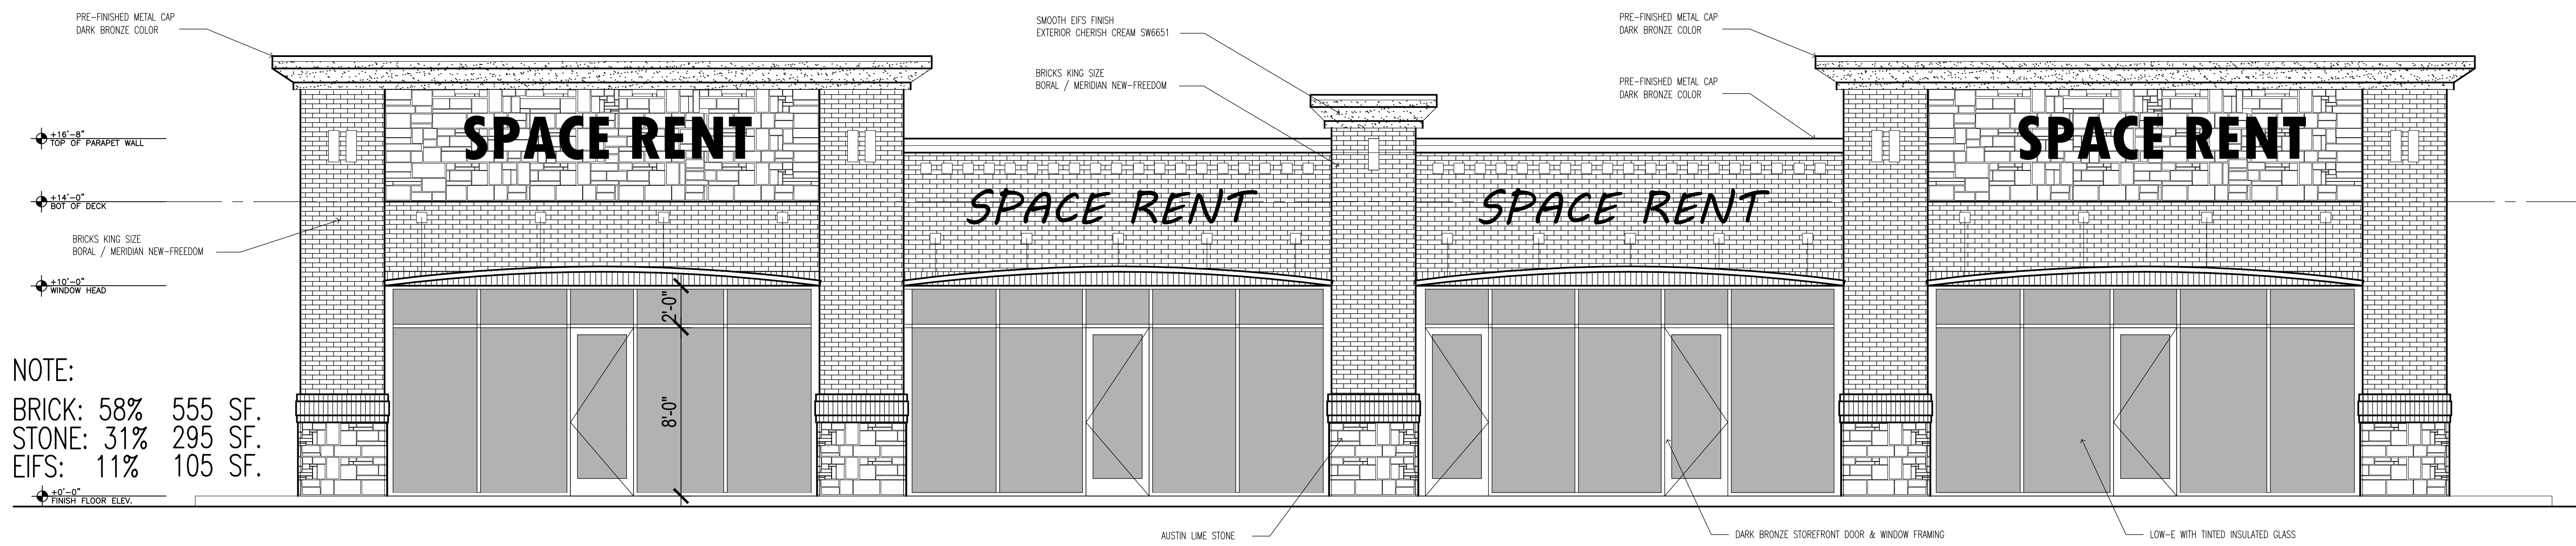 PRE-FINISHED METAL CAP
DARK BRONZE COLOR
SMOOTH EIFS FINISH
EXTERIOR CHERISH CREAM SW6651
PRE-FINISHED METAL CAP
DARK BRONZE COLOR
BRICKS KING SIZE
BORAL / MERIDIAN NEW-FREEDOM
PRE-FINISHED METAL CAP
DARK BRONZE COLOR
+16'-8"
TOP OF PARAPET WALL
SPACE RENT
SPACE RENT
+14'-0"
BOT OF DECK
SPACE RENT
SPACE RENT
BRICKS KING SIZE
BORAL / MERIDIAN NEW-FREEDOM
+10'-0"
WINDOW HEAD
2'-0"
8'-0"
NOTE:
BRICK: 58% 555 SF.
STONE: 31% 295 SF.
EIFS: 11% 105 SF.
+0'-0"
FINISH FLOOR ELEV.
AUSTIN LIME STONE
DARK BRONZE STOREFRONT DOOR & WINDOW FRAMING
LOW-E WITH TINTED INSULATED GLASS